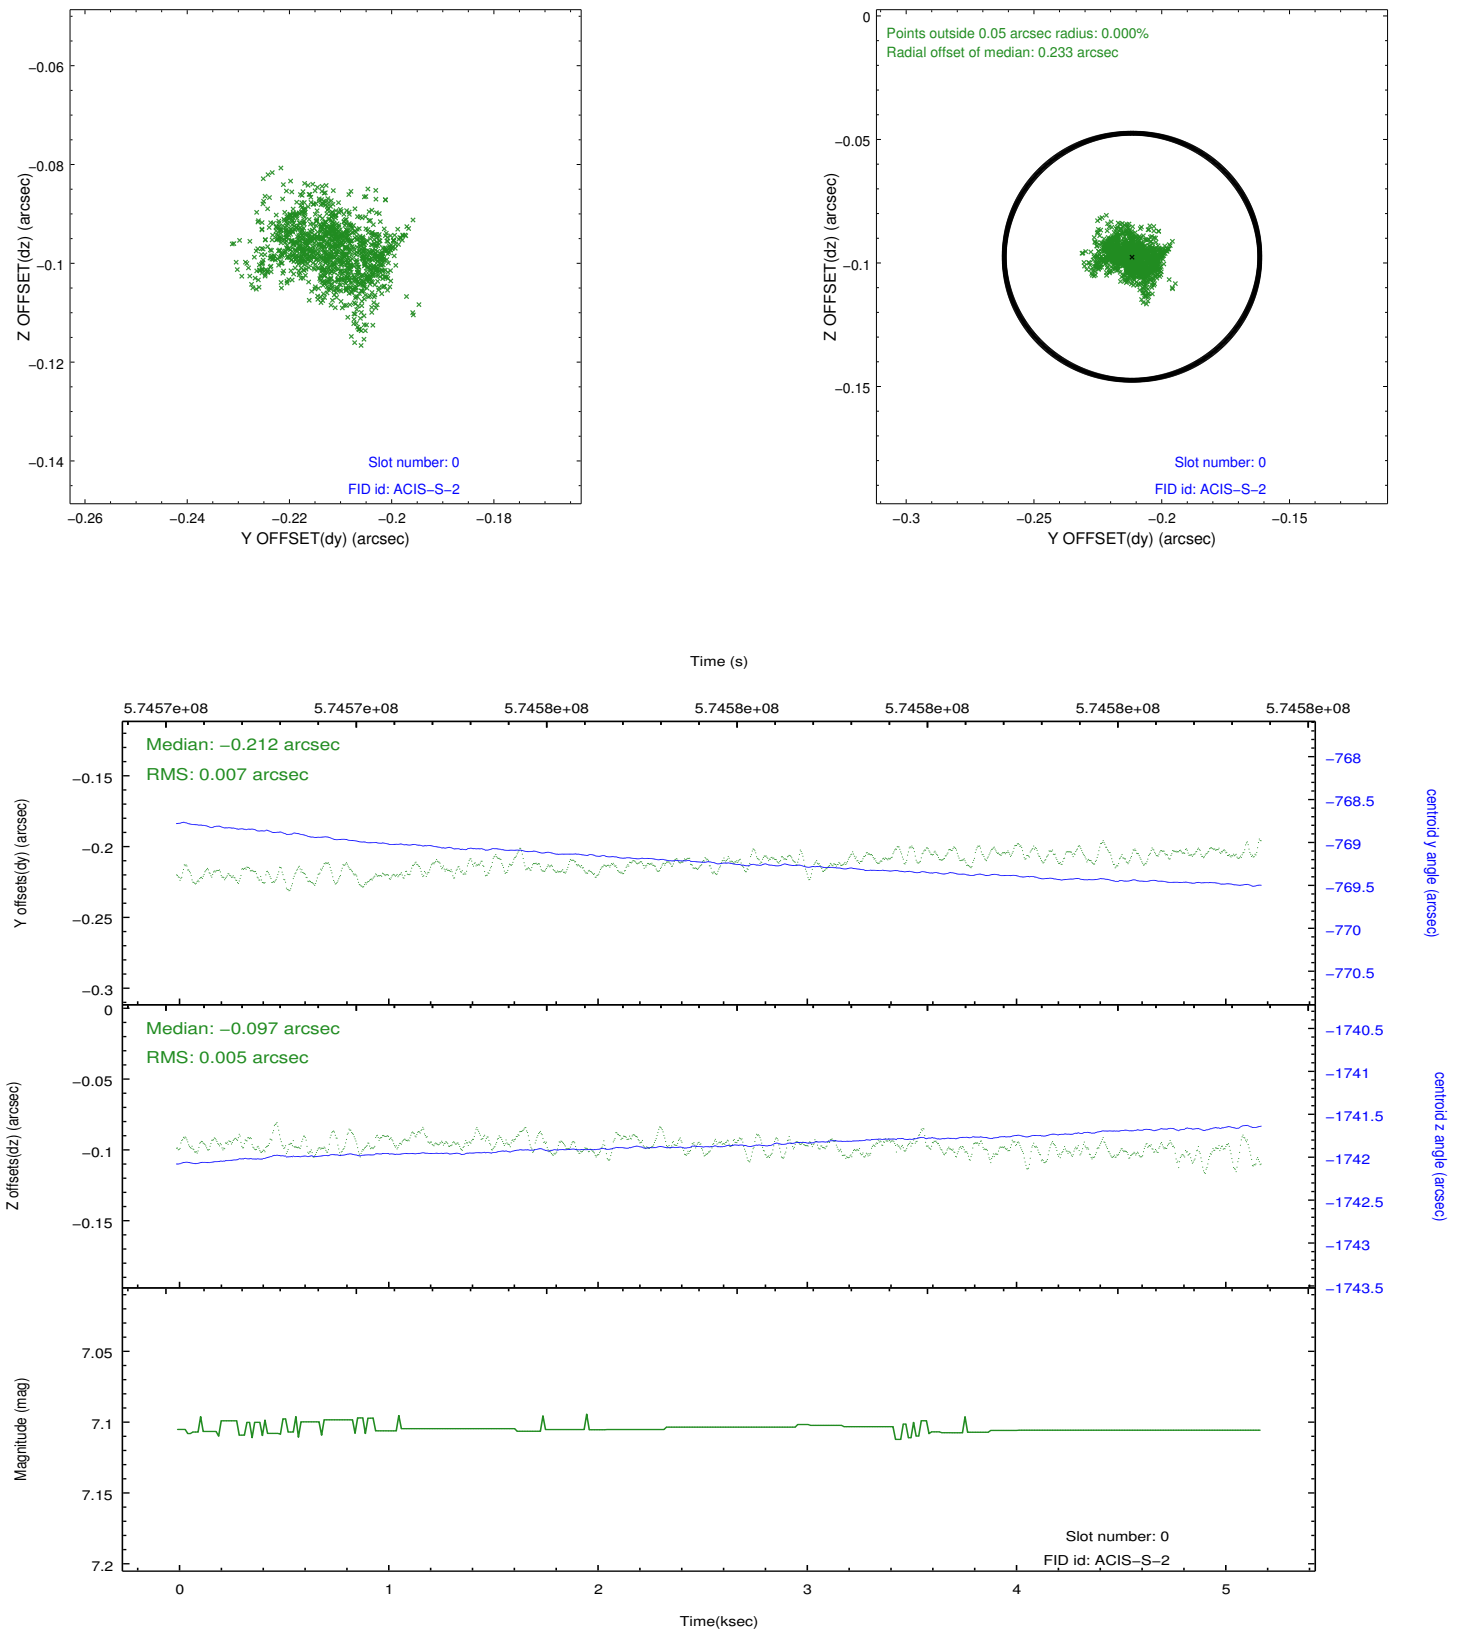 −0.06
−0.08
−0.1
−0.12
−0.14
Z OFFSET(dz) (arcsec)
Slot number: 0
FID id: ACIS−S−2
−0.26 −0.24 −0.22 −0.2 −0.18
Y OFFSET(dy) (arcsec)
Points outside 0.05 arcsec radius: 0.000%
Radial offset of median: 0.233 arcsec
0
−0.05
−0.1
−0.15
Z OFFSET(dz) (arcsec)
Slot number: 0
FID id: ACIS−S−2
−0.3 −0.25 −0.2 −0.15
Y OFFSET(dy) (arcsec)
Time (s)
5.7457e+08 5.7457e+08 5.7458e+08 5.7458e+08 5.7458e+08 5.7458e+08 5.7458e+08
Median: −0.212 arcsec
RMS: 0.007 arcsec
−0.15
−0.2
−0.25
−0.3
Y offsets(dy) (arcsec)
−768
−768.5
−769
−769.5
−770
−770.5
centroid y angle (arcsec)
Median: −0.097 arcsec
RMS: 0.005 arcsec
0
−0.05
−0.1
−0.15
Z offsets(dz) (arcsec)
−1740.5
−1741
−1741.5
−1742
−1742.5
−1743
−1743.5
centroid z angle (arcsec)
7.05
7.1
7.15
7.2
Magnitude (mag)
Slot number: 0
FID id: ACIS−S−2
0 1 2 3 4 5
Time(ksec)